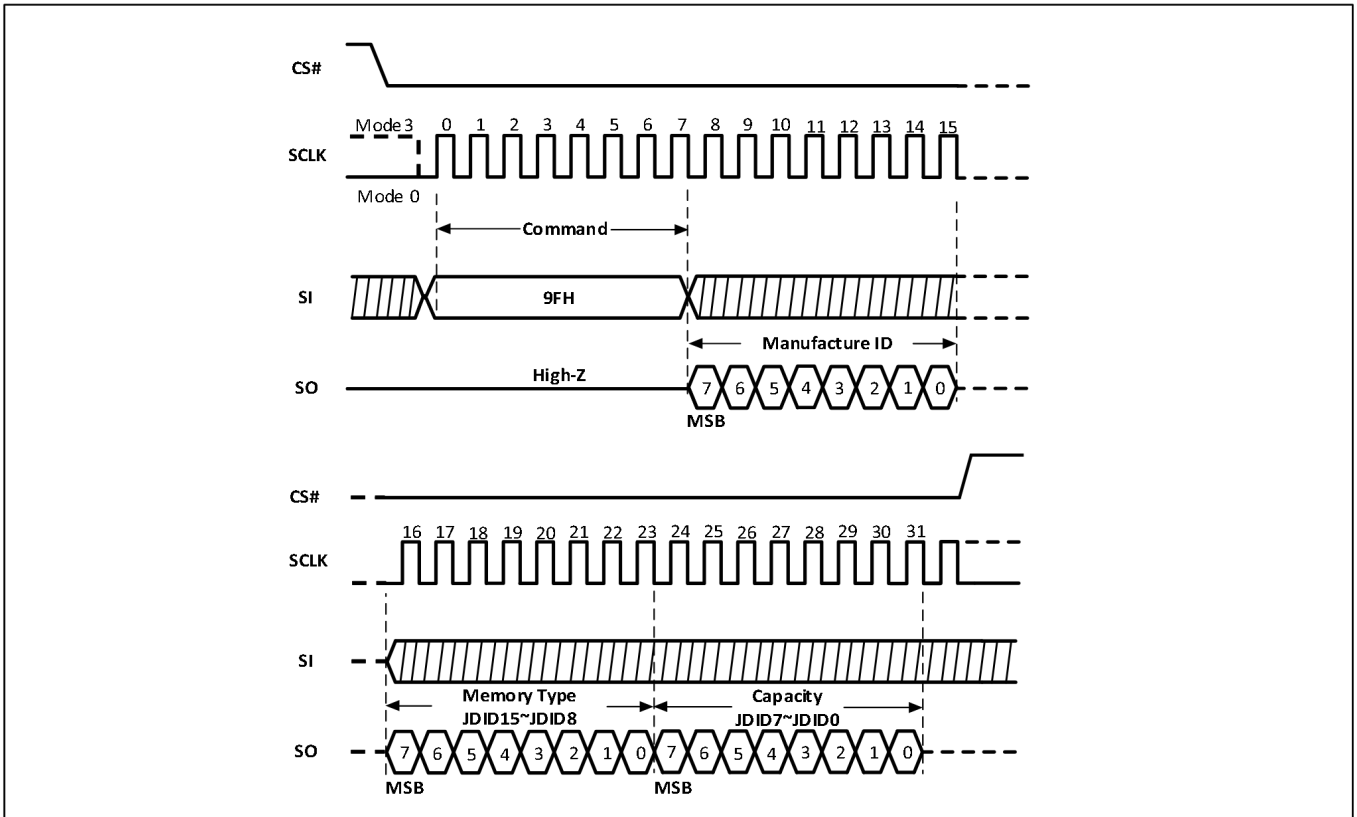 CS#
Mode3 0 1 2 3 4 5 6 7 8 9 10 11 12 13 14 15
SCLK
Mode 0
Command
SI 9FH
Manufacture ID
High-Z
SO 7 6 5 4 3 2 1 0
MSB
CS#
16 17 18 19 20 21 22 23 24 25 26 27 28 29 30 31
SCLK
SI
Memory Type Capacity
JDID15~JDID8 JDID7~JDID0
SO 7 6 5 4 3 2 1 0 7 6 5 4 3 2 1 0
MSB MSB